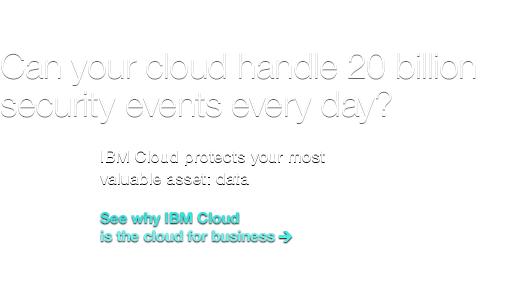 Can your cloud handle 20 billion
security events every day?
IBM Cloud protects your most
valuable asset: data
See why IBM Cloud
is the cloud for business →